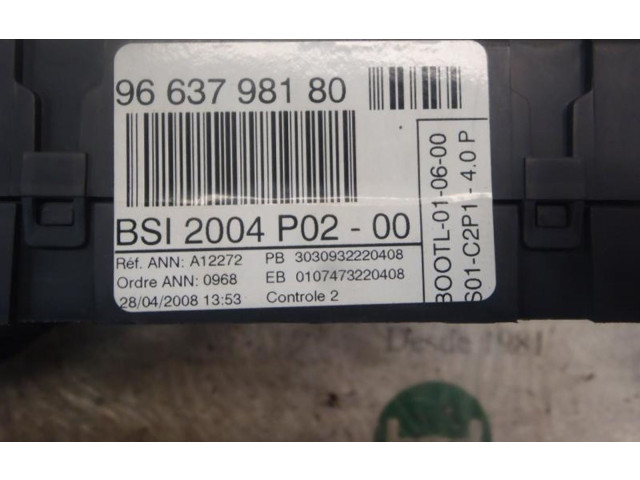 96 637 981 80
BSI 2004 P02 - 00
Réf. ANN: A12272 PB 3030932220408
Ordre ANN: 0968 EB 0107473220408
28/04/2008 13:53 Controle 2
BOOTL-01-06-00
S01-C2P1 - 4.0 P
Desde 1981